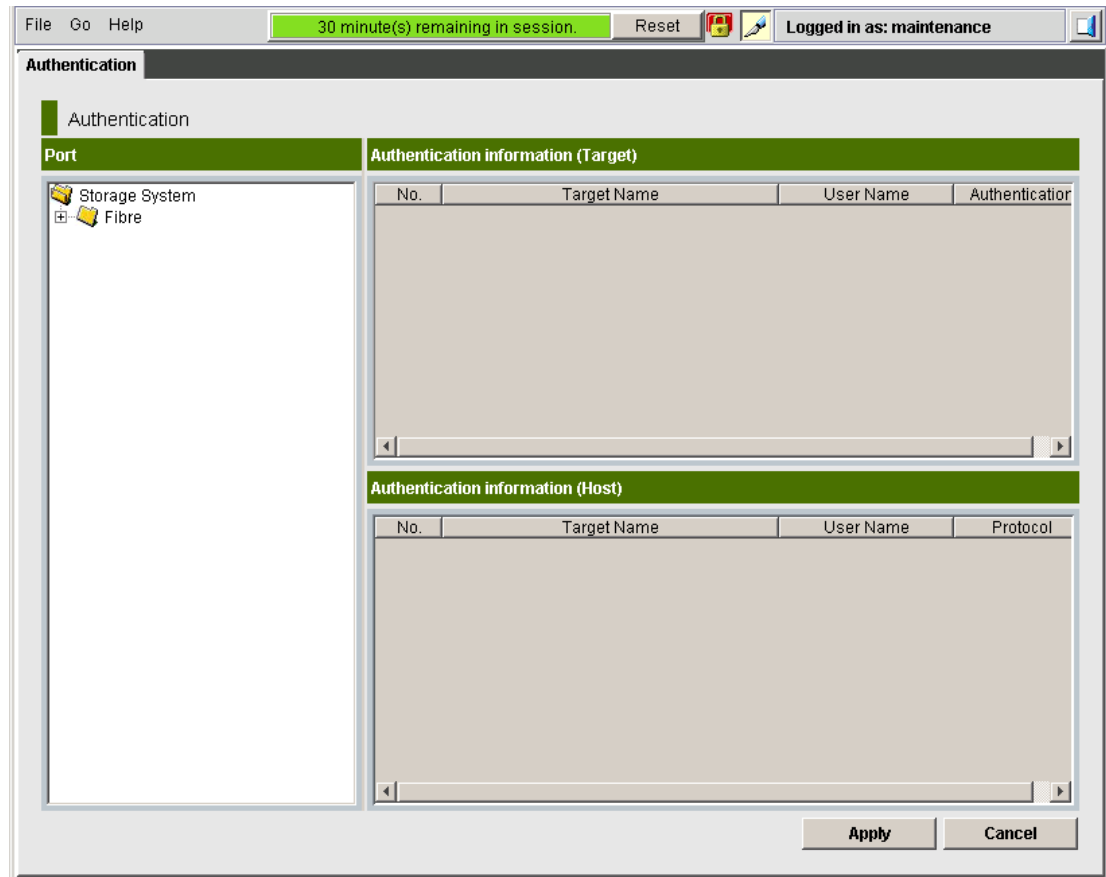 File Go Help 30 minute(s) remaining in session. Reset Logged in as: maintenance
Authentication
Authentication
Port
Storage System
Fibre
Authentication information (Target)
No. Target Name User Name Authentication
Authentication information (Host)
No. Target Name User Name Protocol
Apply Cancel